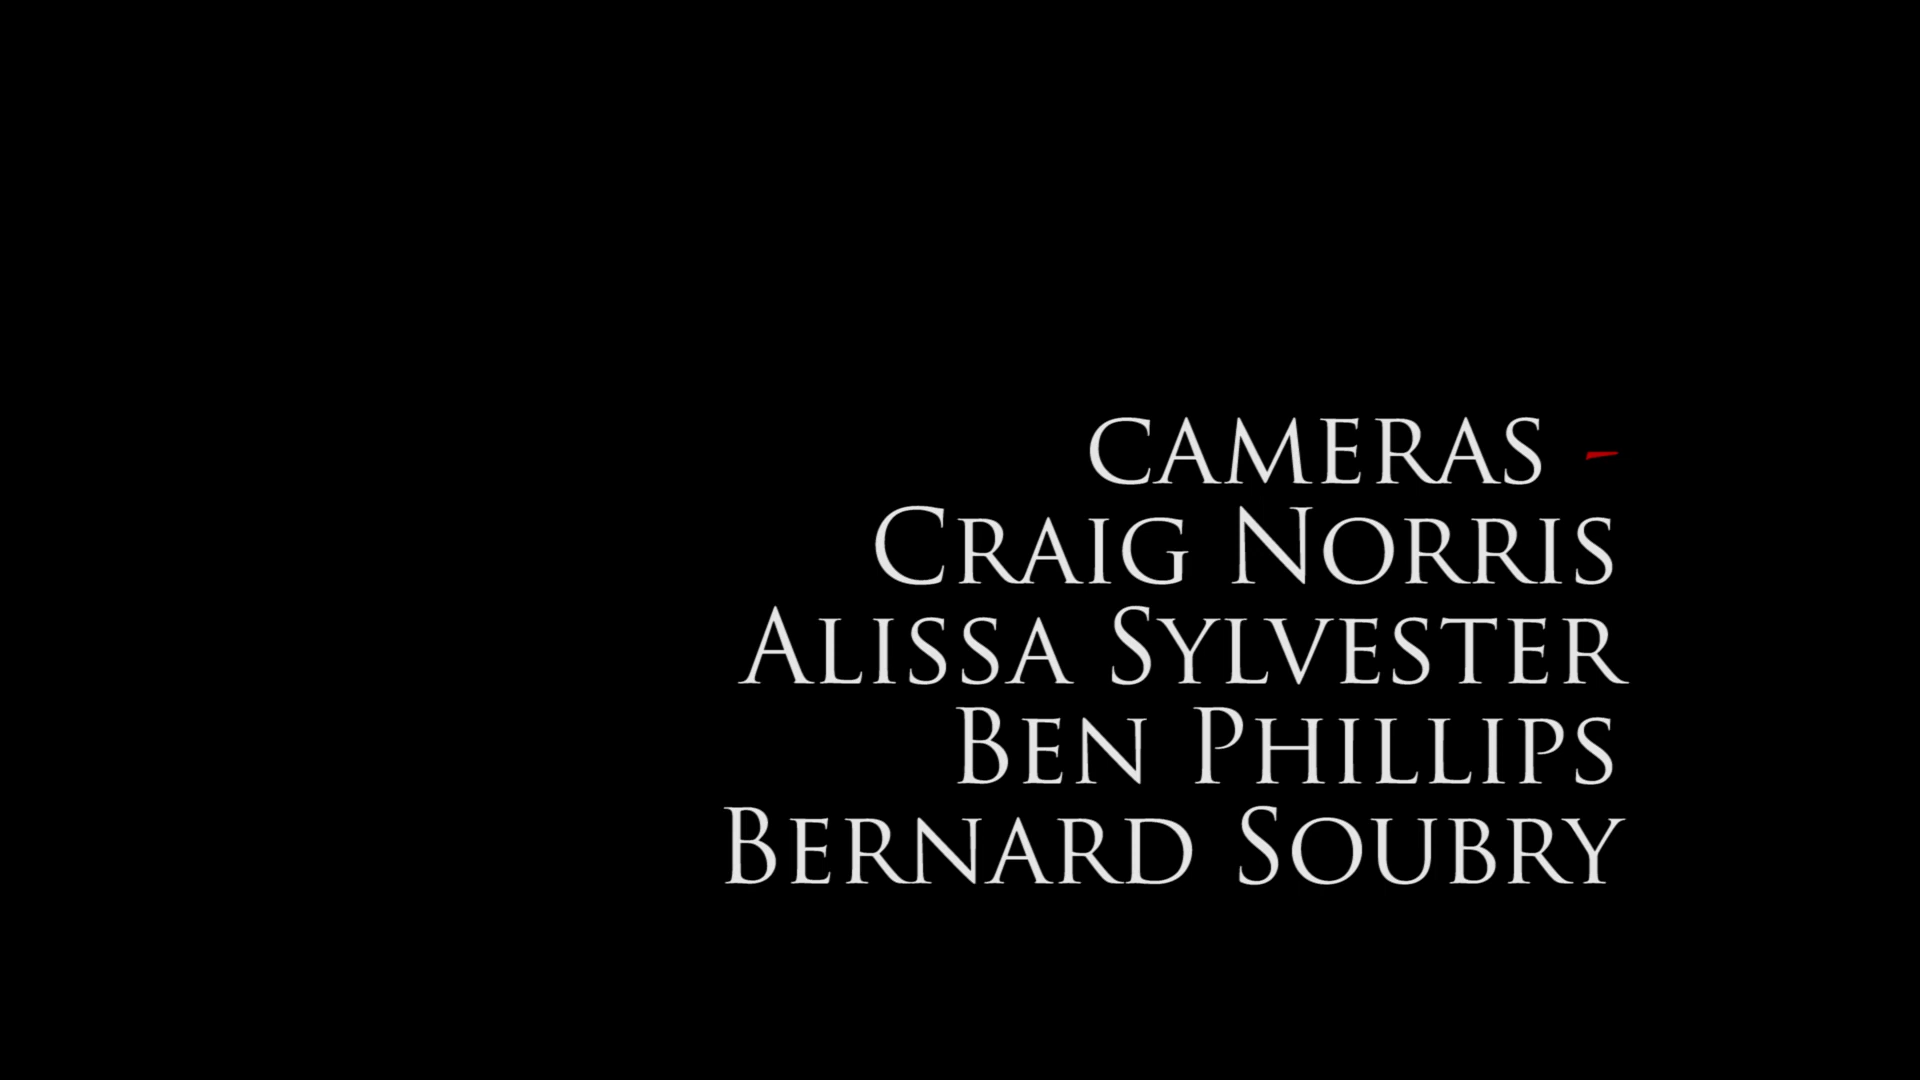 CAMERAS -
CRAIG NORRIS
ALISSA SYLVESTER
BEN PHILLIPS
BERNARD SOUBRY